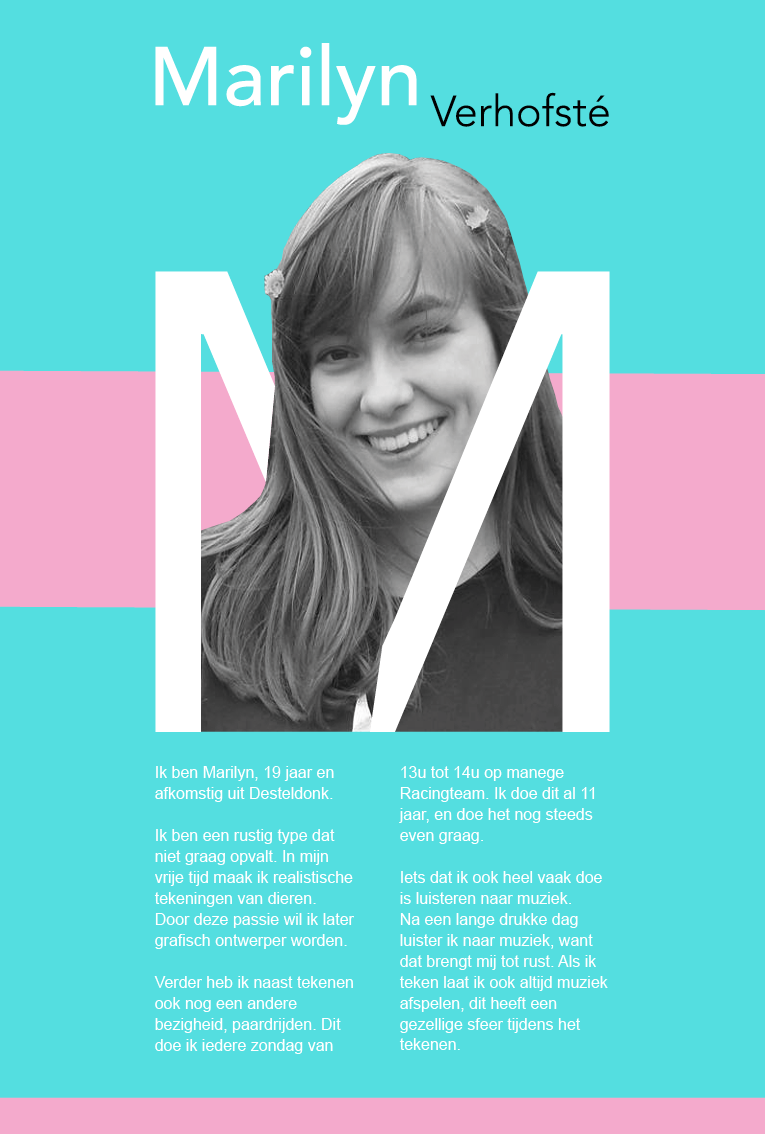 Marilyn
Verhofsté
M
Ik ben Marilyn, 19 jaar en
afkomstig uit Desteldonk.
Ik ben een rustig type dat
niet graag opvalt. In mijn
vrije tijd maak ik realistische
tekeningen van dieren.
Door deze passie wil ik later
grafisch ontwerper worden.
Verder heb ik naast tekenen
ook nog een andere
bezigheid, paardrijden. Dit
doe ik iedere zondag van
13u tot 14u op manege
Racingteam. Ik doe dit al 11
jaar, en doe het nog steeds
even graag.
Iets dat ik ook heel vaak doe
is luisteren naar muziek.
Na een lange drukke dag
luister ik naar muziek, want
dat brengt mij tot rust. Als ik
teken laat ik ook altijd muziek
afspelen, dit heeft een
gezellige sfeer tijdens het
tekenen.